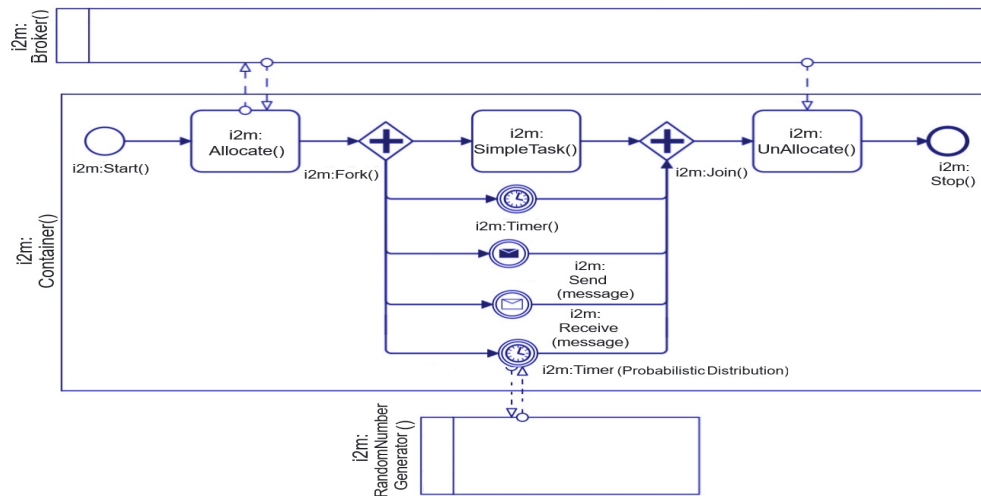 i2m:
Broker()
i2m:
Container()
i2m:Start()
i2m:
Allocate()
i2m:Fork()
i2m:
SimpleTask()
i2m:Join()
i2m:
UnAllocate()
i2m:
Stop()
i2m:Timer()
i2m:
Send
(message)
i2m:
Receive
(message)
i2m:Timer (Probabilistic Distribution)
i2m:
RandomNumber
Generator()